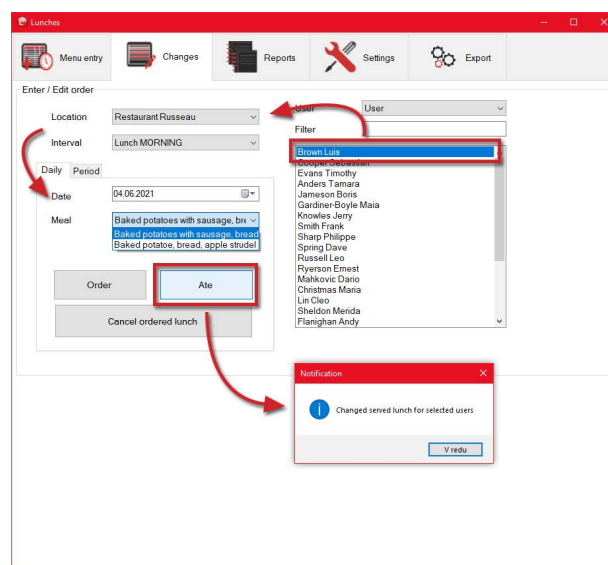 Lunches
Menu entry
Changes
Reports
Settings
Export
Enter / Edit order
Location
Restaurant Russeau
Interval
Lunch MORNING
Daily
Period
Date
04.06.2021
Meal
Baked potatoes with sausage, bre
Baked potatoes with sausage, bread
Baked potatoe, bread, apple strudel
Order
Ate
Cancel ordered lunch
User
User
Filter
Brown Luis
Cooper Sebastian
Evans Timothy
Anders Tamara
Jameson Boris
Gardiner-Boyle Maia
Knowles Jerry
Smith Frank
Sharp Philippe
Spring Dave
Russell Leo
Ryerson Ernest
Mahkovic Dario
Christmas Maria
Lin Cleo
Sheldon Merida
Flanighan Andy
Notification
Changed served lunch for selected users
V redu